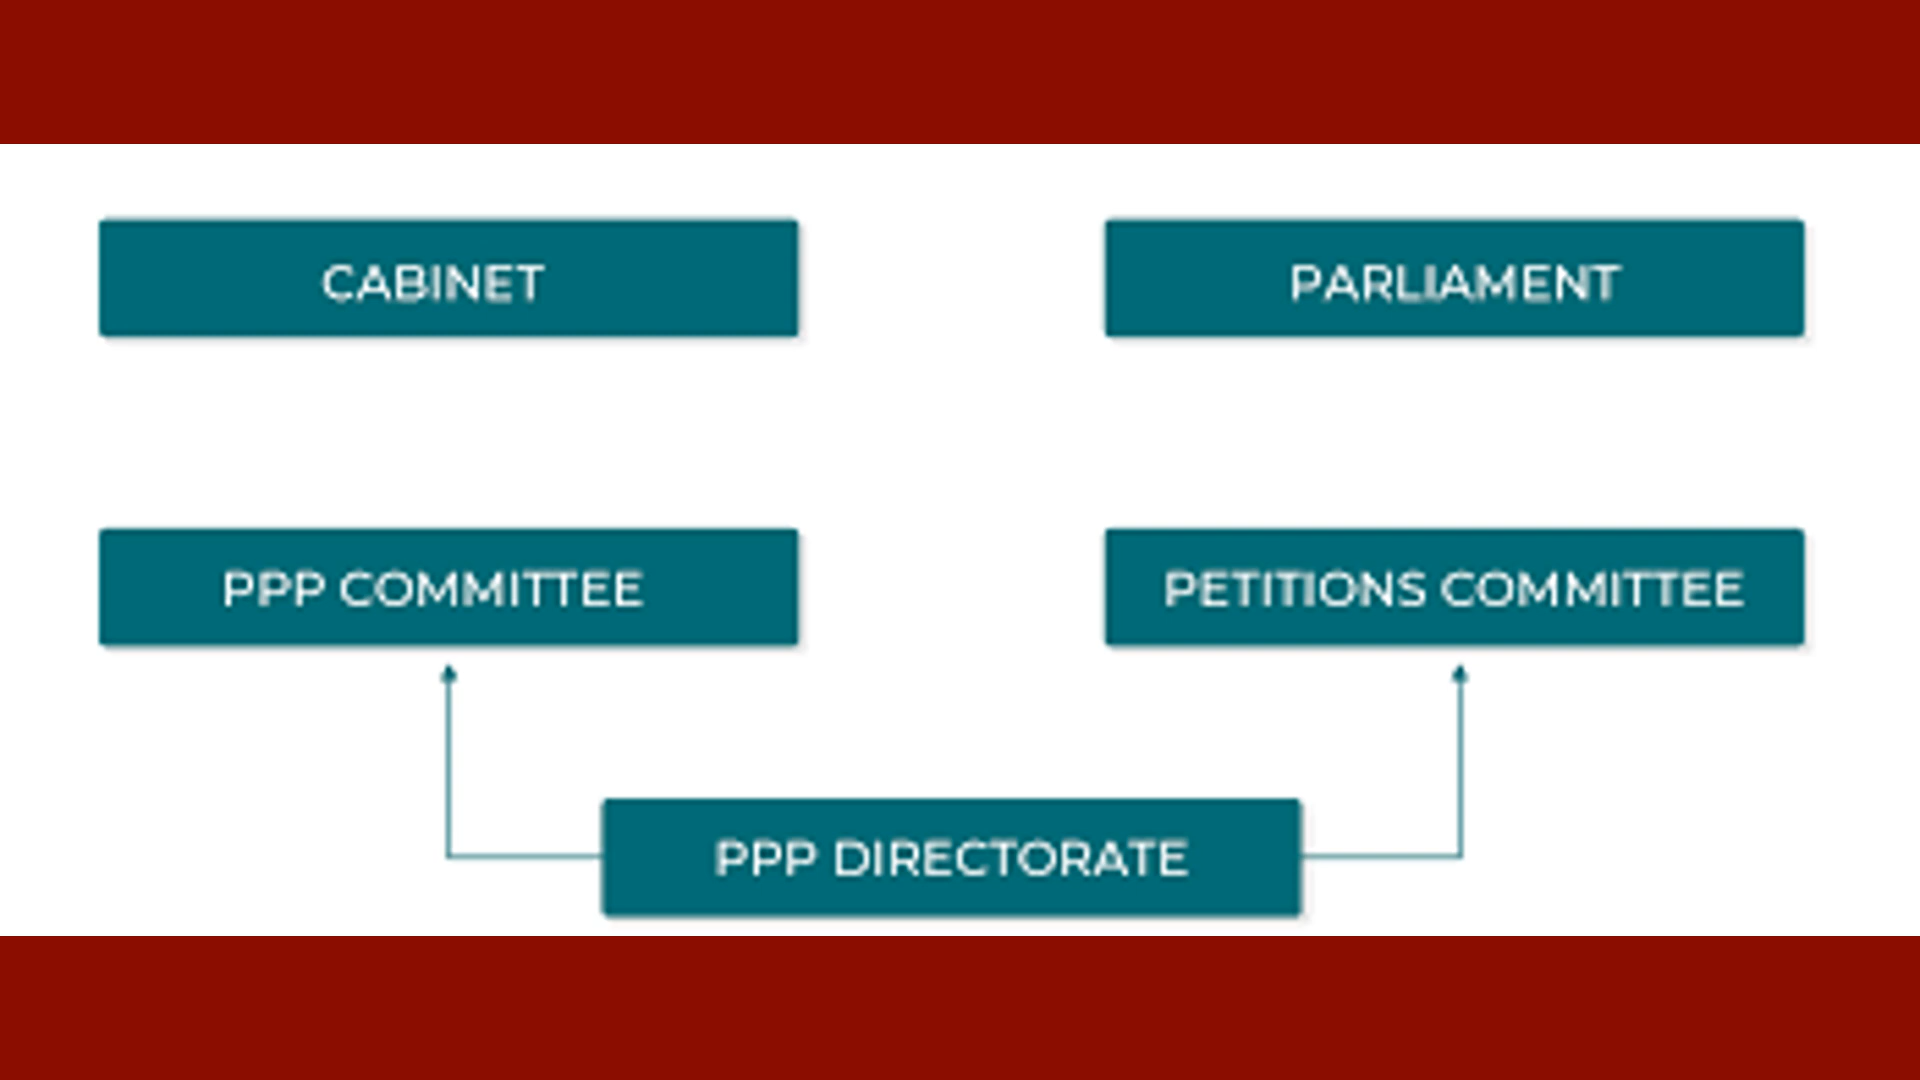 CABINET
PARLIAMENT
PPP COMMITTEE
PETITIONS COMMITTEE
PPP DIRECTORATE